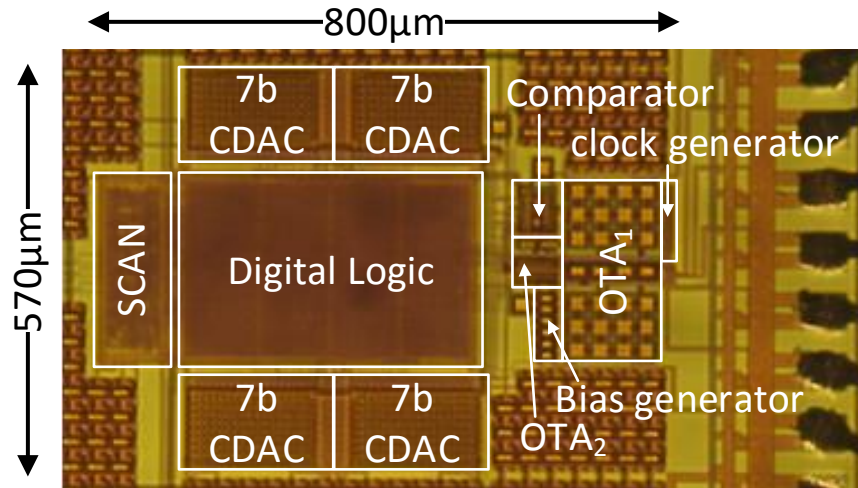 800μm
7b
CDAC
7b
CDAC
Comparator
clock generator
570μm
SCAN
Digital Logic
OTA₁
7b
CDAC
7b
CDAC
Bias generator
OTA₂